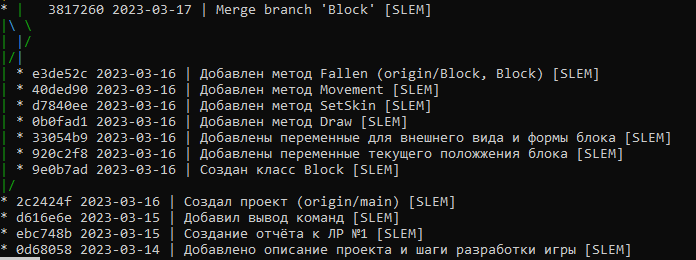 * | 3817260 2023-03-17 | Merge branch 'Block' [SLEM]
|\ \
| |/
|/|
| * e3de52c 2023-03-16 | Добавлен метод Fallen (origin/Block, Block) [SLEM]
| * 40ded90 2023-03-16 | Добавлен метод Movement [SLEM]
| * d7840ee 2023-03-16 | Добавлен метод SetSkin [SLEM]
| * 0b0fad1 2023-03-16 | Добавлен метод Draw [SLEM]
| * 33054b9 2023-03-16 | Добавлены переменные для внешнего вида и формы блока [SLEM]
| * 920c2f8 2023-03-16 | Добавлены переменные текущего положжения блока [SLEM]
| * 9e0b7ad 2023-03-16 | Создан класс Block [SLEM]
|/
* 2c2424f 2023-03-16 | Создал проект (origin/main) [SLEM]
* d616e6e 2023-03-15 | Добавил вывод команд [SLEM]
* ebc748b 2023-03-15 | Создание отчёта к ЛР №1 [SLEM]
* 0d68058 2023-03-14 | Добавлено описание проекта и шаги разработки игры [SLEM]